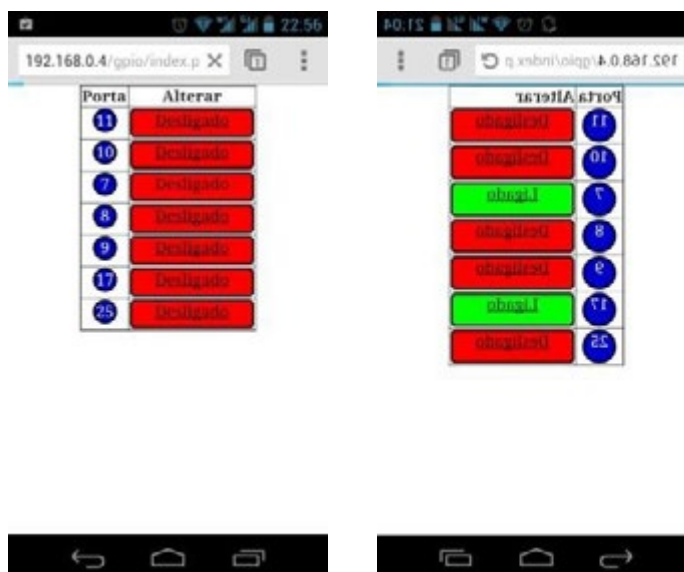 22:56
192.168.0.4/gpio/index.p
1
Porta Alterar
11 Desligado
10 Desligado
7 Desligado
8 Desligado
9 Desligado
17 Desligado
25 Desligado
21:04
192.168.0.4/gpio/index p
1
Porta Alterar
11 Desligado
10 Desligado
7 Ligado
8 Desligado
9 Desligado
17 Ligado
25 Desligado